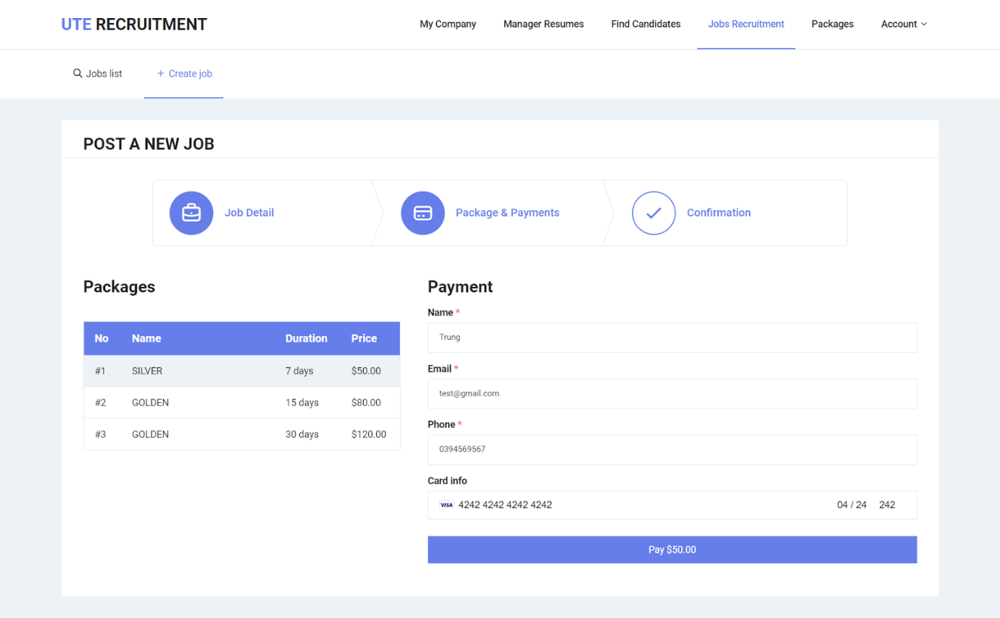 UTE RECRUITMENT
My Company Manager Resumes Find Candidates Jobs Recruitment Packages Account
Jobs list + Create job
POST A NEW JOB
Job Detail Package & Payments Confirmation
Packages
No Name Duration Price
#1 SILVER 7 days $50.00
#2 GOLDEN 15 days $80.00
#3 GOLDEN 30 days $120.00
Payment
Name *
Trung
Email *
test@gmail.com
Phone *
0394569567
Card info
VISA 4242 4242 4242 4242 04 / 24 242
Pay $50.00